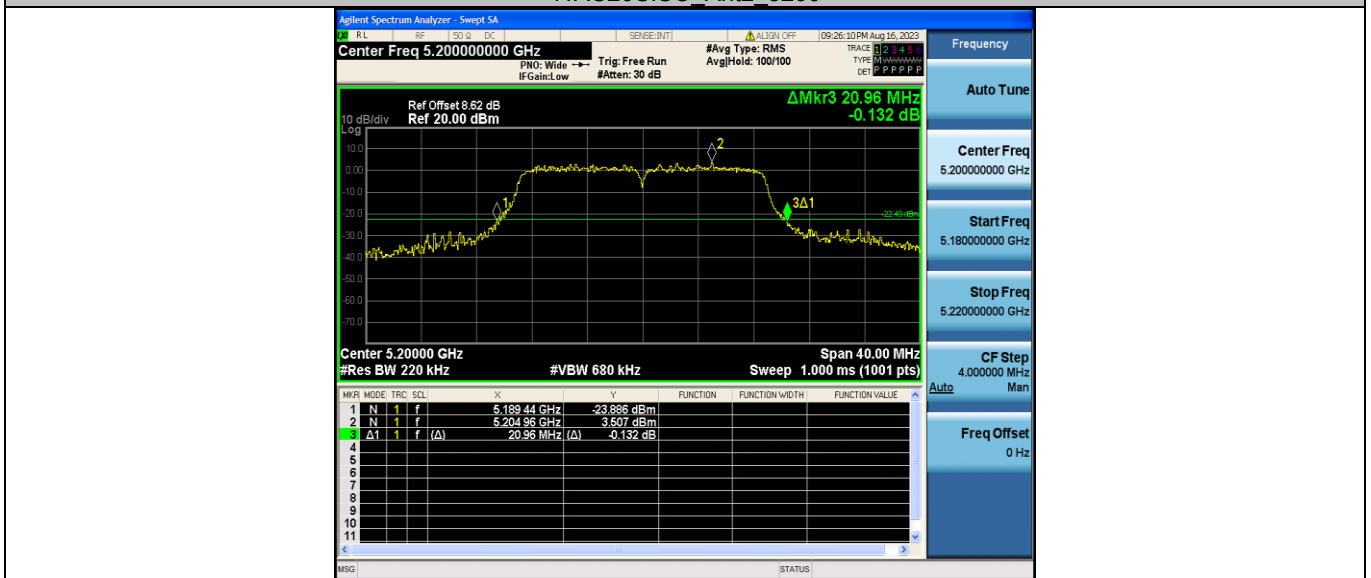 Agilent Spectrum Analyzer - Swept SA
RL RF 50 Ω DC SENSE:INT ALIGN OFF 09:26:10 PM Aug 16, 2023
Center Freq 5.200000000 GHz
PNO: Wide
IFGain:Low
Trig: Free Run
#Atten: 30 dB
#Avg Type: RMS
Avg|Hold: 100/100
TRACE 1 2 3 4 5 6
TYPE
DET P P P P P P
Ref Offset 8.62 dB
10 dB/div Ref 20.00 dBm
Log
ΔMkr3 20.96 MHz
-0.132 dB
10.0
0.00
-10.0
-20.0
-30.0
-40.0
-50.0
-60.0
-70.0
1
2
3Δ1
-22.49 dBm
Center 5.20000 GHz Span 40.00 MHz
#Res BW 220 kHz #VBW 680 kHz Sweep 1.000 ms (1001 pts)
MKR MODE TRC SCL X Y FUNCTION FUNCTION WIDTH FUNCTION VALUE
1 N 1 f 5.189 44 GHz -23.886 dBm
2 N 1 f 5.204 96 GHz 3.507 dBm
3 Δ1 1 f (Δ) 20.96 MHz (Δ) -0.132 dB
4
5
6
7
8
9
10
11
MSG STATUS
Frequency
Auto Tune
Center Freq
5.200000000 GHz
Start Freq
5.180000000 GHz
Stop Freq
5.220000000 GHz
CF Step
4.000000 MHz
Auto Man
Freq Offset
0 Hz